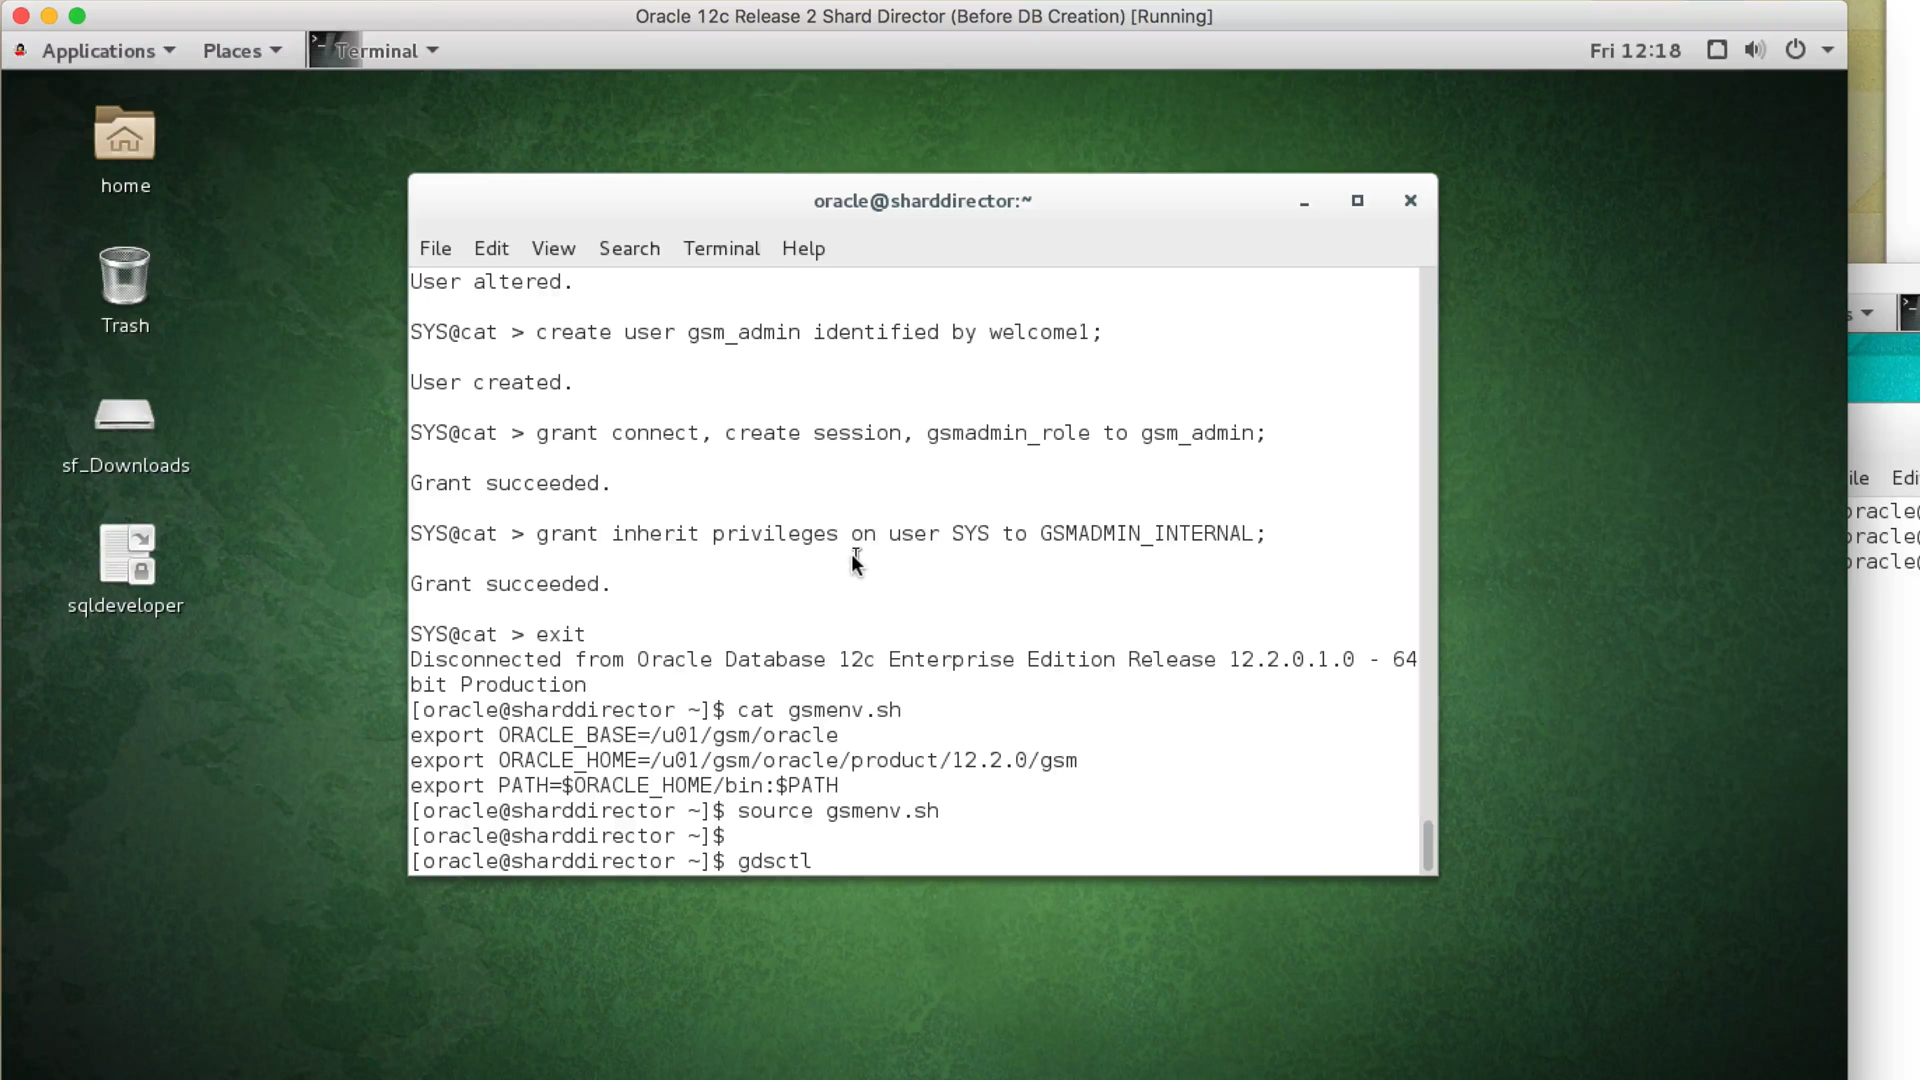 Oracle 12c Release 2 Shard Director (Before DB Creation) [Running]
Applications Places Terminal Fri 12:18
home
Trash
sf_Downloads
sqldeveloper
oracle@sharddirector:~
File Edit View Search Terminal Help
User altered.
SYS@cat > create user gsm_admin identified by welcome1;
User created.
SYS@cat > grant connect, create session, gsmadmin_role to gsm_admin;
Grant succeeded.
SYS@cat > grant inherit privileges on user SYS to GSMADMIN_INTERNAL;
Grant succeeded.
SYS@cat > exit
Disconnected from Oracle Database 12c Enterprise Edition Release 12.2.0.1.0 - 64
bit Production
[oracle@sharddirector ~]$ cat gsmenv.sh
export ORACLE_BASE=/u01/gsm/oracle
export ORACLE_HOME=/u01/gsm/oracle/product/12.2.0/gsm
export PATH=$ORACLE_HOME/bin:$PATH
[oracle@sharddirector ~]$ source gsmenv.sh
[oracle@sharddirector ~]$
[oracle@sharddirector ~]$ gdsctl